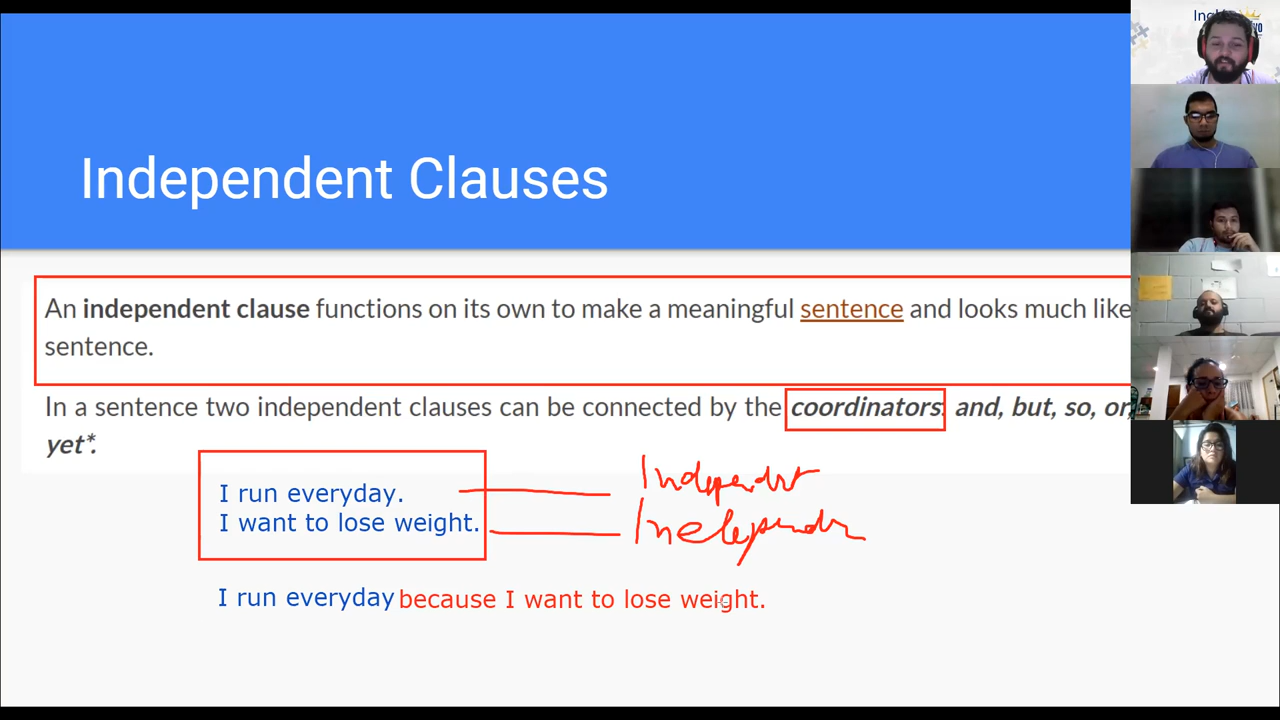 Independent Clauses
An independent clause functions on its own to make a meaningful sentence and looks much like
sentence.
In a sentence two independent clauses can be connected by the coordinators: and, but, so, or,
yet*.
I run everyday.
I want to lose weight.
Independent
Independen
I run everyday because I want to lose weight.